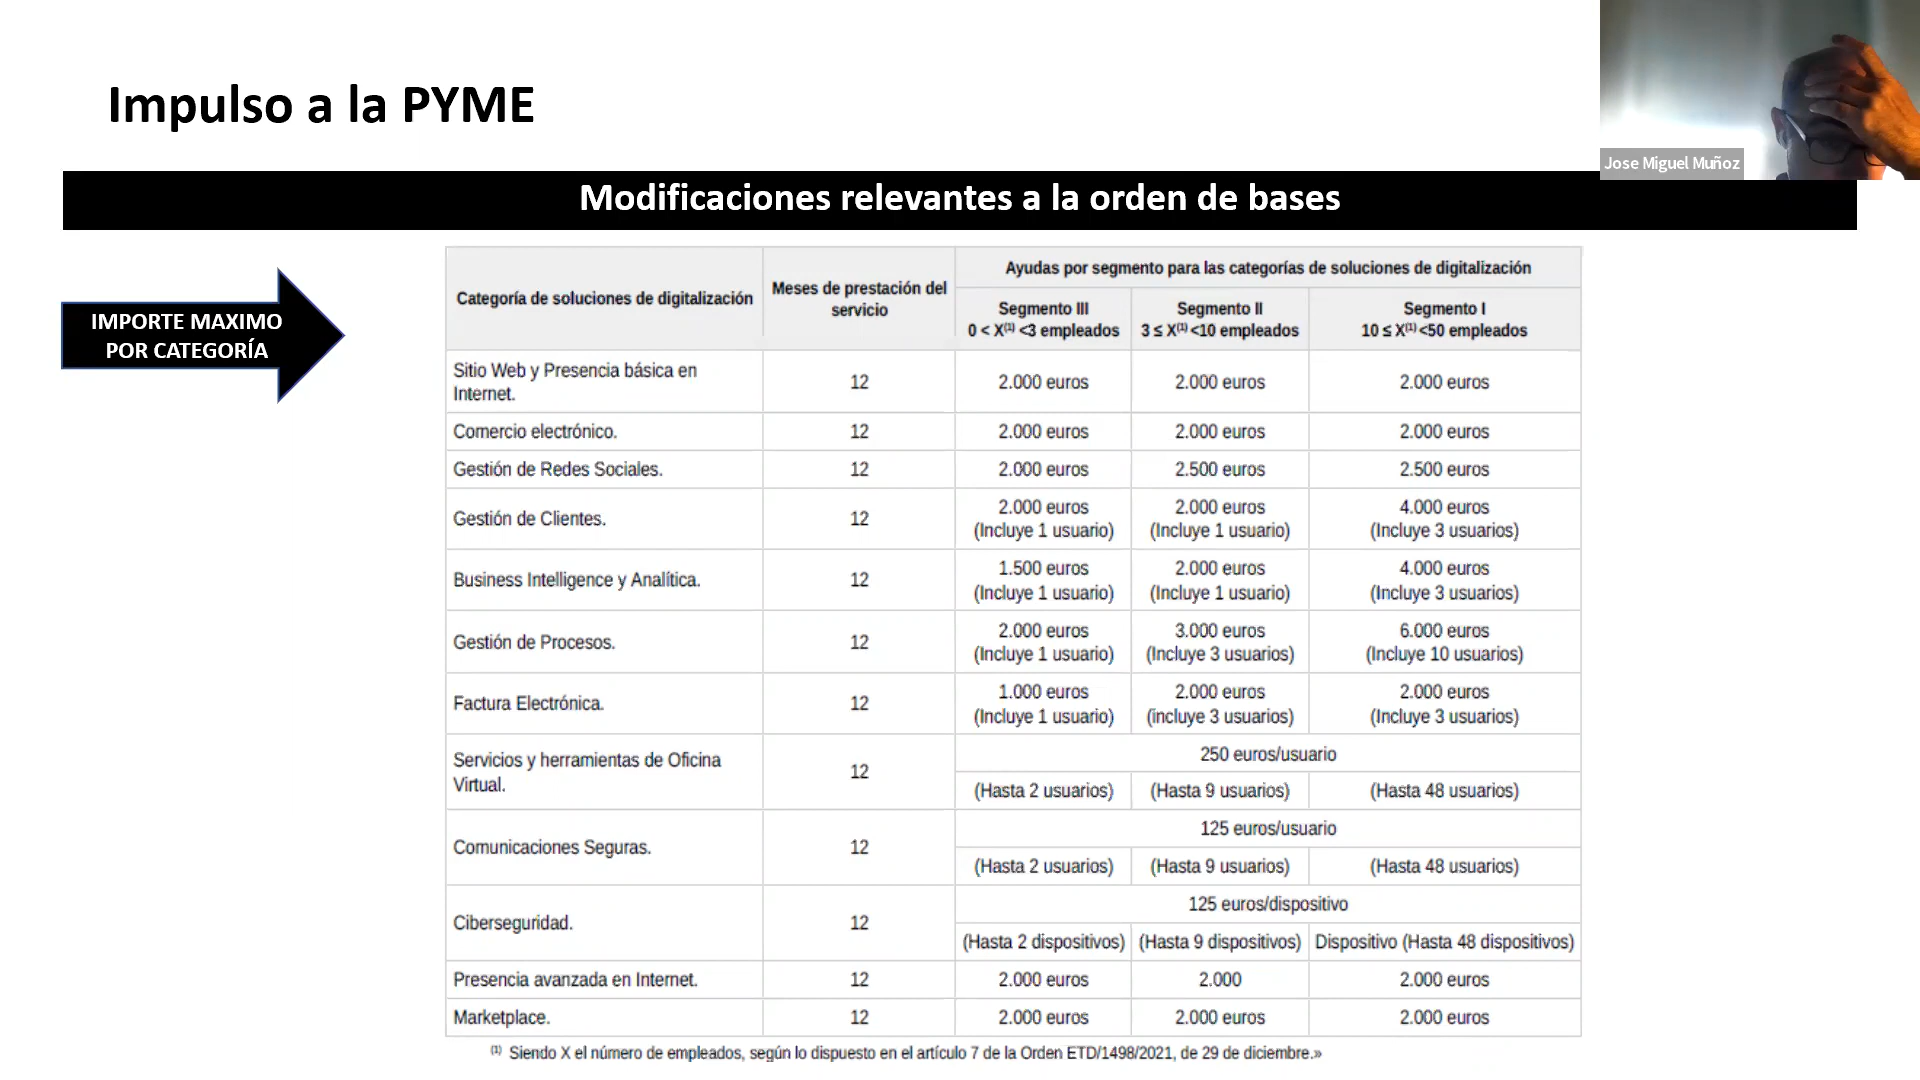 Impulso a la PYME
Jose Miguel Muñoz
Modificaciones relevantes a la orden de bases
IMPORTE MAXIMO
POR CATEGORÍA
Categoría de soluciones de digitalización
Meses de prestación del
servicio
Ayudas por segmento para las categorías de soluciones de digitalización
Segmento III
0 < X(1) <3 empleados
Segmento II
3 ≤ X(1) <10 empleados
Segmento I
10 ≤ X(1) <50 empleados
Sitio Web y Presencia básica en
Internet.
12
2.000 euros
2.000 euros
2.000 euros
Comercio electrónico.
12
2.000 euros
2.000 euros
2.000 euros
Gestión de Redes Sociales.
12
2.000 euros
2.500 euros
2.500 euros
Gestión de Clientes.
12
2.000 euros
(Incluye 1 usuario)
2.000 euros
(Incluye 1 usuario)
4.000 euros
(Incluye 3 usuarios)
Business Intelligence y Analítica.
12
1.500 euros
(Incluye 1 usuario)
2.000 euros
(Incluye 1 usuario)
4.000 euros
(Incluye 3 usuarios)
Gestión de Procesos.
12
2.000 euros
(Incluye 1 usuario)
3.000 euros
(Incluye 3 usuarios)
6.000 euros
(Incluye 10 usuarios)
Factura Electrónica.
12
1.000 euros
(Incluye 1 usuario)
2.000 euros
(incluye 3 usuarios)
2.000 euros
(Incluye 3 usuarios)
Servicios y herramientas de Oficina
Virtual.
12
250 euros/usuario
(Hasta 2 usuarios)
(Hasta 9 usuarios)
(Hasta 48 usuarios)
Comunicaciones Seguras.
12
125 euros/usuario
(Hasta 2 usuarios)
(Hasta 9 usuarios)
(Hasta 48 usuarios)
Ciberseguridad.
12
125 euros/dispositivo
(Hasta 2 dispositivos)
(Hasta 9 dispositivos)
Dispositivo (Hasta 48 dispositivos)
Presencia avanzada en Internet.
12
2.000 euros
2.000
2.000 euros
Marketplace.
12
2.000 euros
2.000 euros
2.000 euros
(1) Siendo X el número de empleados, según lo dispuesto en el artículo 7 de la Orden ETD/1498/2021, de 29 de diciembre.»